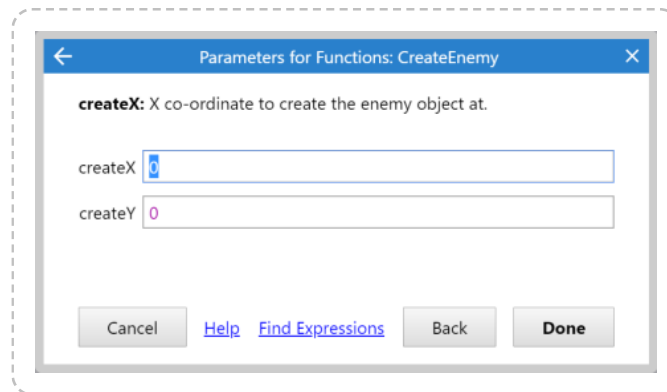 Parameters for Functions: CreateEnemy
createX: X co-ordinate to create the enemy object at.
createX 0
createY 0
Cancel Help Find Expressions Back Done